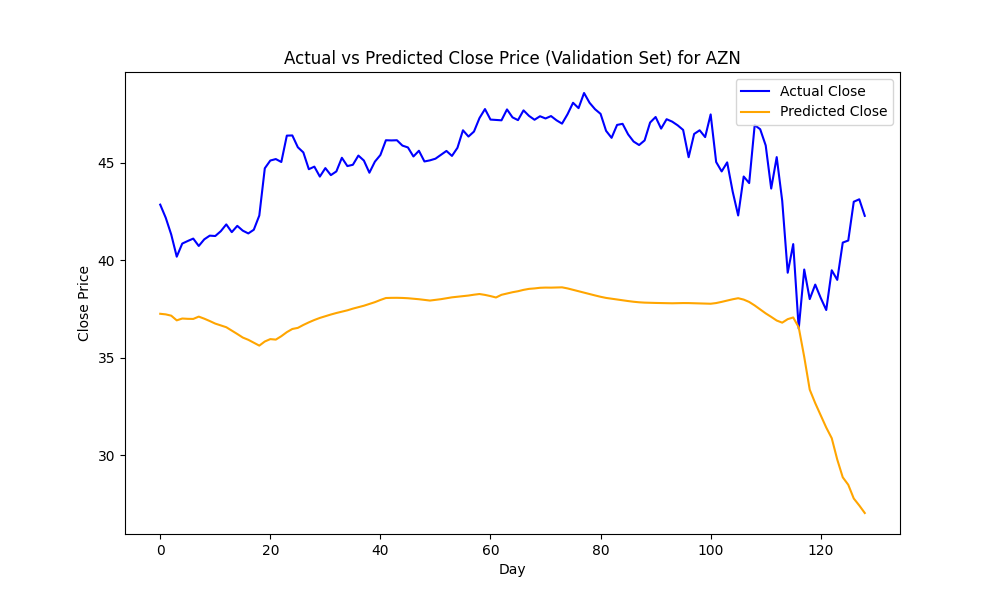 Actual vs Predicted Close Price (Validation Set) for AZN
Actual Close
Predicted Close
Close Price
45
40
35
30
0 20 40 60 80 100 120
Day